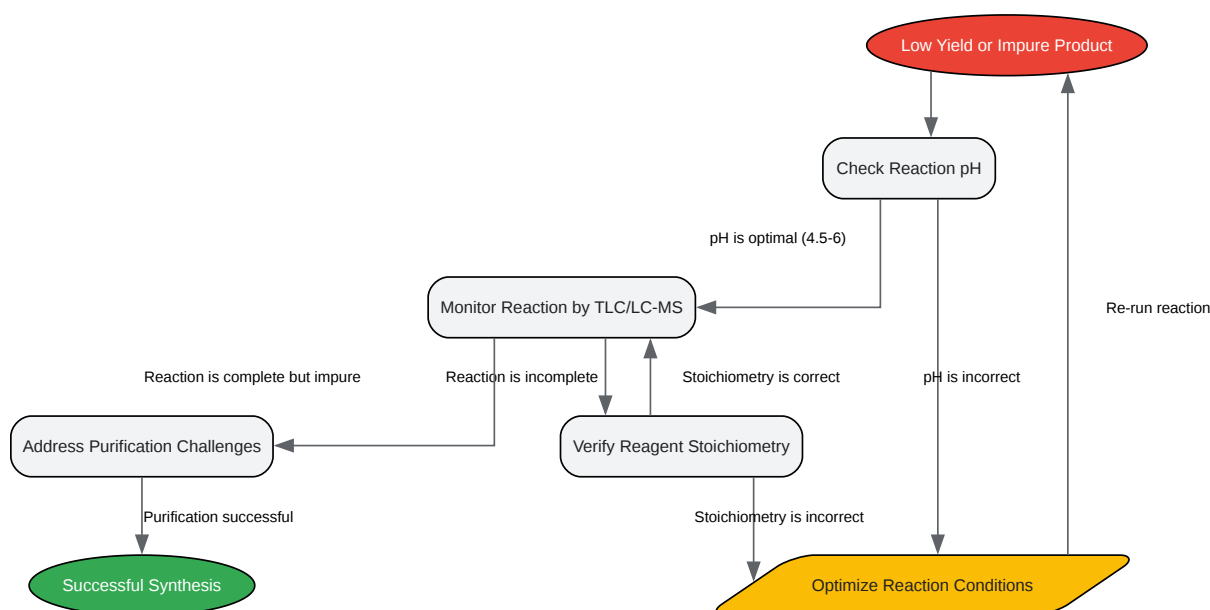 Low Yield or Impure Product
Check Reaction pH
pH is optimal (4.5-6)
Monitor Reaction by TLC/LC-MS
Re-run reaction
Reaction is complete but impure
Reaction is incomplete
Stoichiometry is correct
pH is incorrect
Address Purification Challenges
Verify Reagent Stoichiometry
Purification successful
Stoichiometry is incorrect
Successful Synthesis
Optimize Reaction Conditions